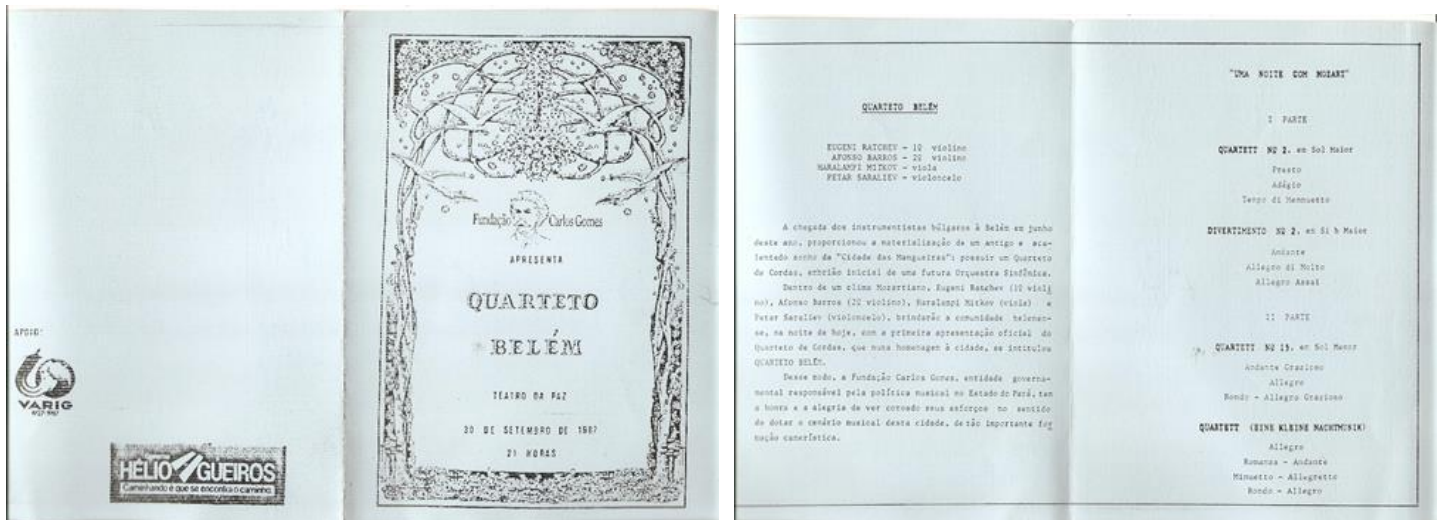 APOIO:
VARIG
1927-1987
HÉLIO GUEIROS
Caminhando é que se encontra o caminho.
Fundação Carlos Gomes
APRESENTA
QUARTETO
BELÉM
TEATRO DA PAZ
30 DE SETEMBRO DE 1987
21 HORAS
QUARTETO BELÉM
EUGENI RATCHEV - 1º violino
AFONSO BARROS - 2º violino
HARALAMPI MITKOV - viola
PETAR SARALIEV - violoncelo
A chegada dos instrumentistas búlgaros à Belém em junho
deste ano, proporcionou a materialização de um antigo e aca-
lentado sonho da "Cidade das Mangueiras": possuir um Quarteto
de Cordas, embrião inicial de uma futura Orquestra Sinfônica.
Dentro de um clima Mozartiano, Eugeni Ratchev (1º violi
no), Afonso Barros (2º violino), Haralampi Mitkov (viola) e
Petar Saraliev (violoncelo), brindarão a comunidade belenen-
se, na noite de hoje, com a primeira apresentação oficial do
Quarteto de Cordas, que numa homenagem à cidade, se intitulou
QUARTETO BELÉM.
Desse modo, a Fundação Carlos Gomes, entidade governa-
mental responsável pela política musical no Estado do Pará, tem
a honra e a alegria de ver coroado seus esforços no sentido
de dotar o cenário musical desta cidade, de tão importante for
mação camerística.
"UMA NOITE COM MOZART"
I PARTE
QUARTETT Nº 2. em Sol Maior
Presto
Adágio
Tempo di Mennuetto
DIVERTIMENTO Nº 2. em Si b Maior
Andante
Allegro di Molto
Allegro Assai
II PARTE
QUARTETT Nº 15. em Sol Menor
Andante Grazioso
Allegro
Rondo - Allegro Grazioso
QUARTETT (EINE KLEINE NACHTMUSIK)
Allegro
Romanza - Andante
Minuetto - Allegretto
Rondo - Allegro